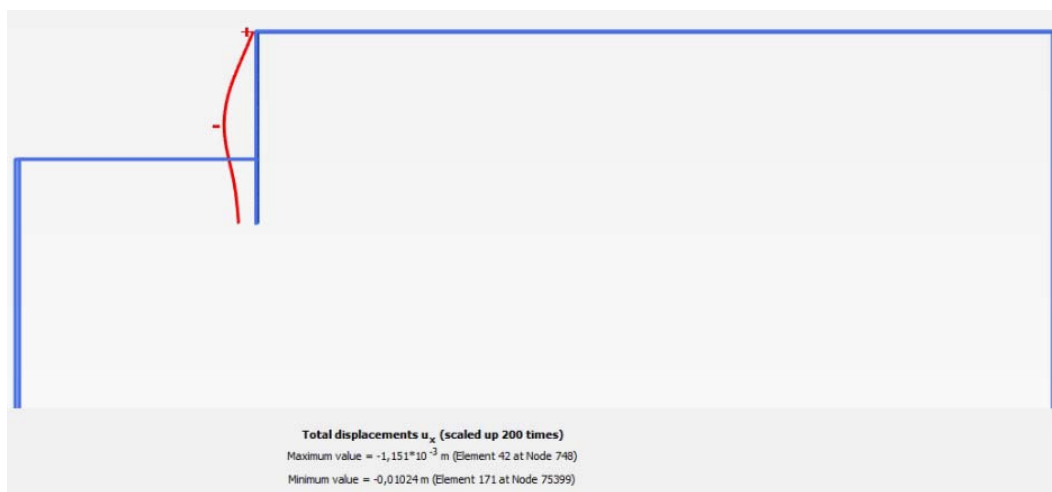 Total displacements uₓ (scaled up 200 times)
Maximum value = -1,151*10⁻³ m (Element 42 at Node 748)
Minimum value = -0,01024 m (Element 171 at Node 75399)